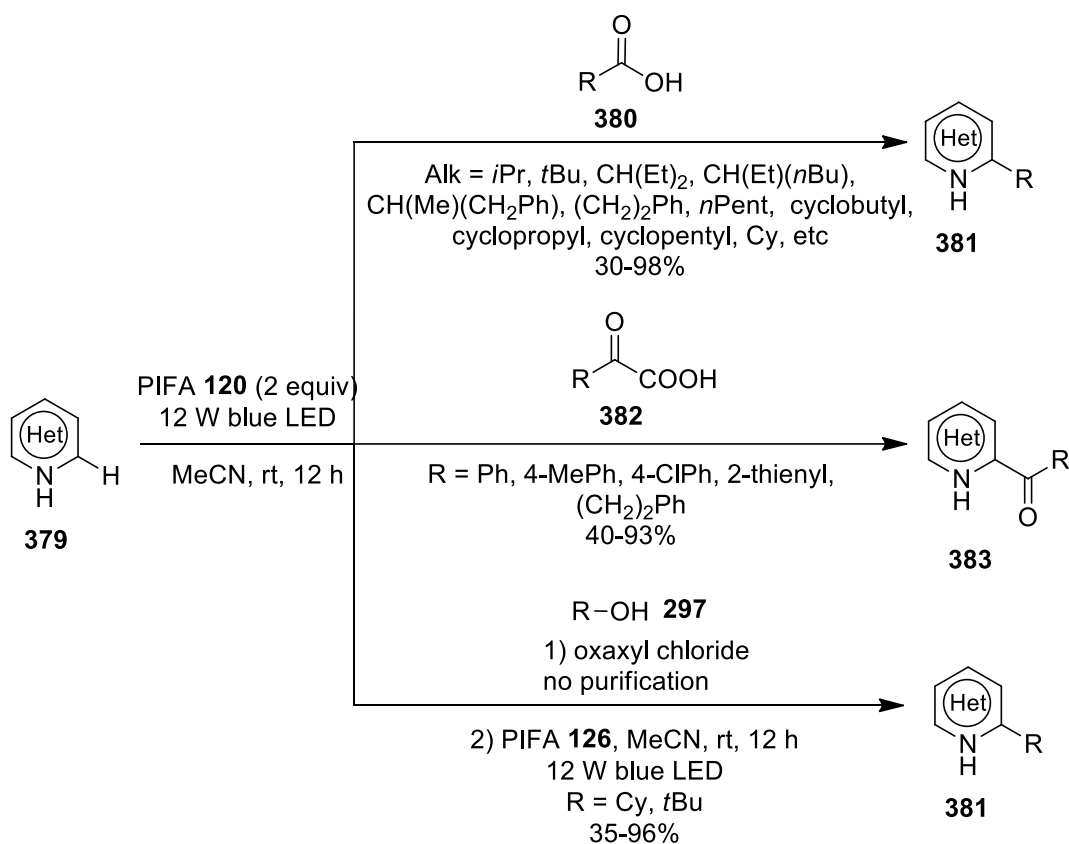 O
R
OH
380
Alk = iPr, tBu, CH(Et)2, CH(Et)(nBu),
CH(Me)(CH2Ph), (CH2)2Ph, nPent, cyclobutyl,
cyclopropyl, cyclopentyl, Cy, etc
30-98%
Het
N
H
R
381
PIFA 120 (2 equiv)
12 W blue LED
MeCN, rt, 12 h
Het
N
H
H
379
O
R
COOH
382
R = Ph, 4-MePh, 4-ClPh, 2-thienyl,
(CH2)2Ph
40-93%
Het
N
H
R
O
383
R-OH 297
1) oxaxyl chloride
no purification
2) PIFA 126, MeCN, rt, 12 h
12 W blue LED
R = Cy, tBu
35-96%
Het
N
H
R
381